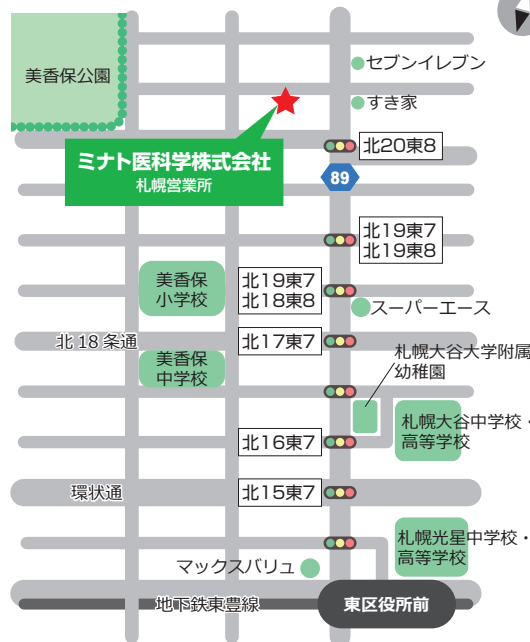 セブンイレブン
美香保公園
すき家
北20東8
ミナト医科学株式会社
札幌営業所
89
北19東7
北19東8
美香保
小学校
北19東7
北18東8
スーパーエース
北18条通
北17東7
札幌大谷大学附属
幼稚園
美香保
中学校
札幌大谷中学校・
高等学校
北16東7
環状通
北15東7
札幌光星中学校・
高等学校
マックスバリュ
地下鉄東豊線
東区役所前